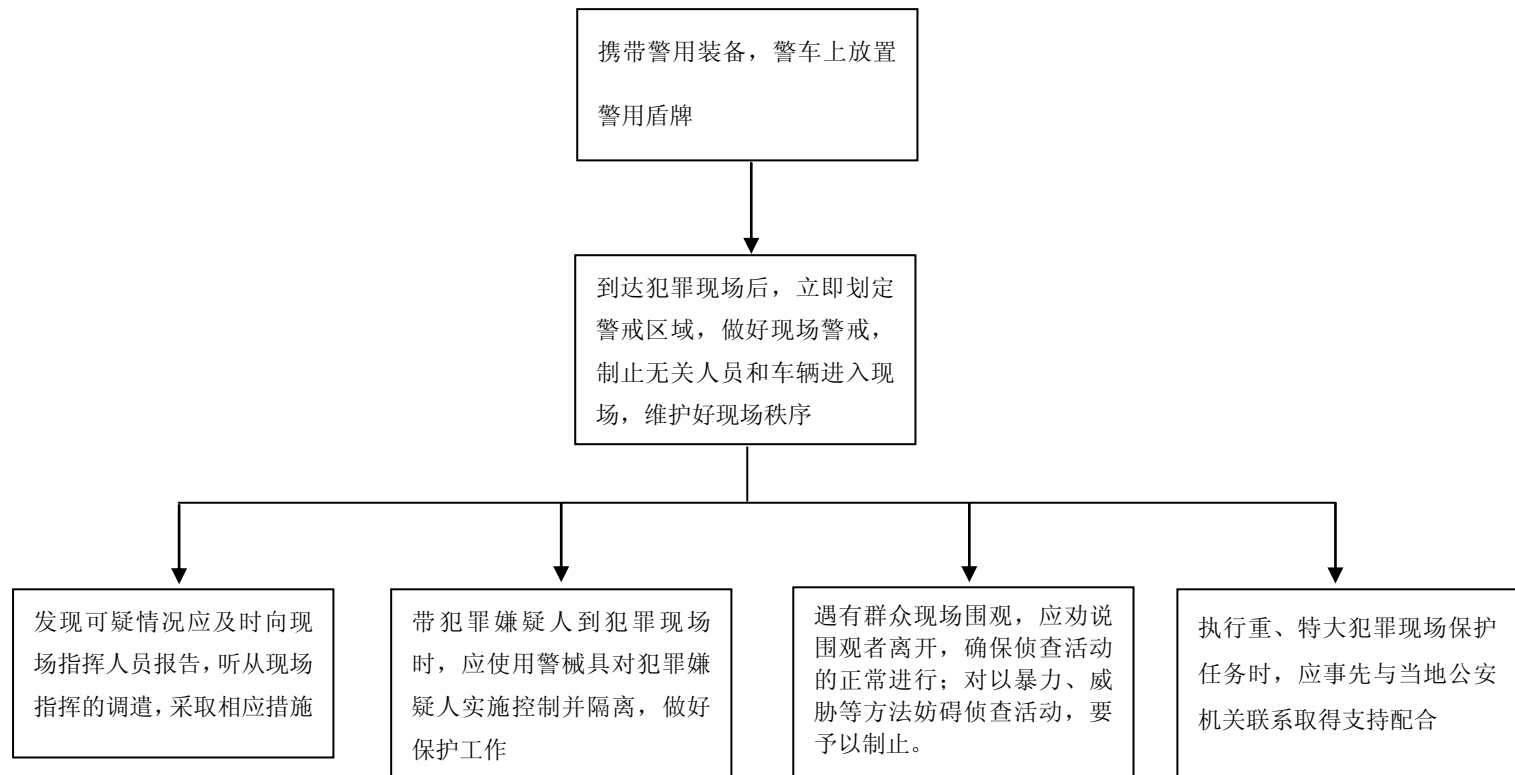 携带警用装备，警车上放置
警用盾牌
到达犯罪现场后，立即划定
警戒区域，做好现场警戒，
制止无关人员和车辆进入现
场，维护好现场秩序
发现可疑情况应及时向现
场指挥人员报告，听从现场
指挥的调遣，采取相应措施
带犯罪嫌疑人到犯罪现场
时，应使用警械具对犯罪嫌
疑人实施控制并隔离，做好
保护工作
遇有群众现场围观，应劝说
围观者离开，确保侦查活动
的正常进行；对以暴力、威
胁等方法妨碍侦查活动，要
予以制止。
执行重、特大犯罪现场保护
任务时，应事先与当地公安
机关联系取得支持配合